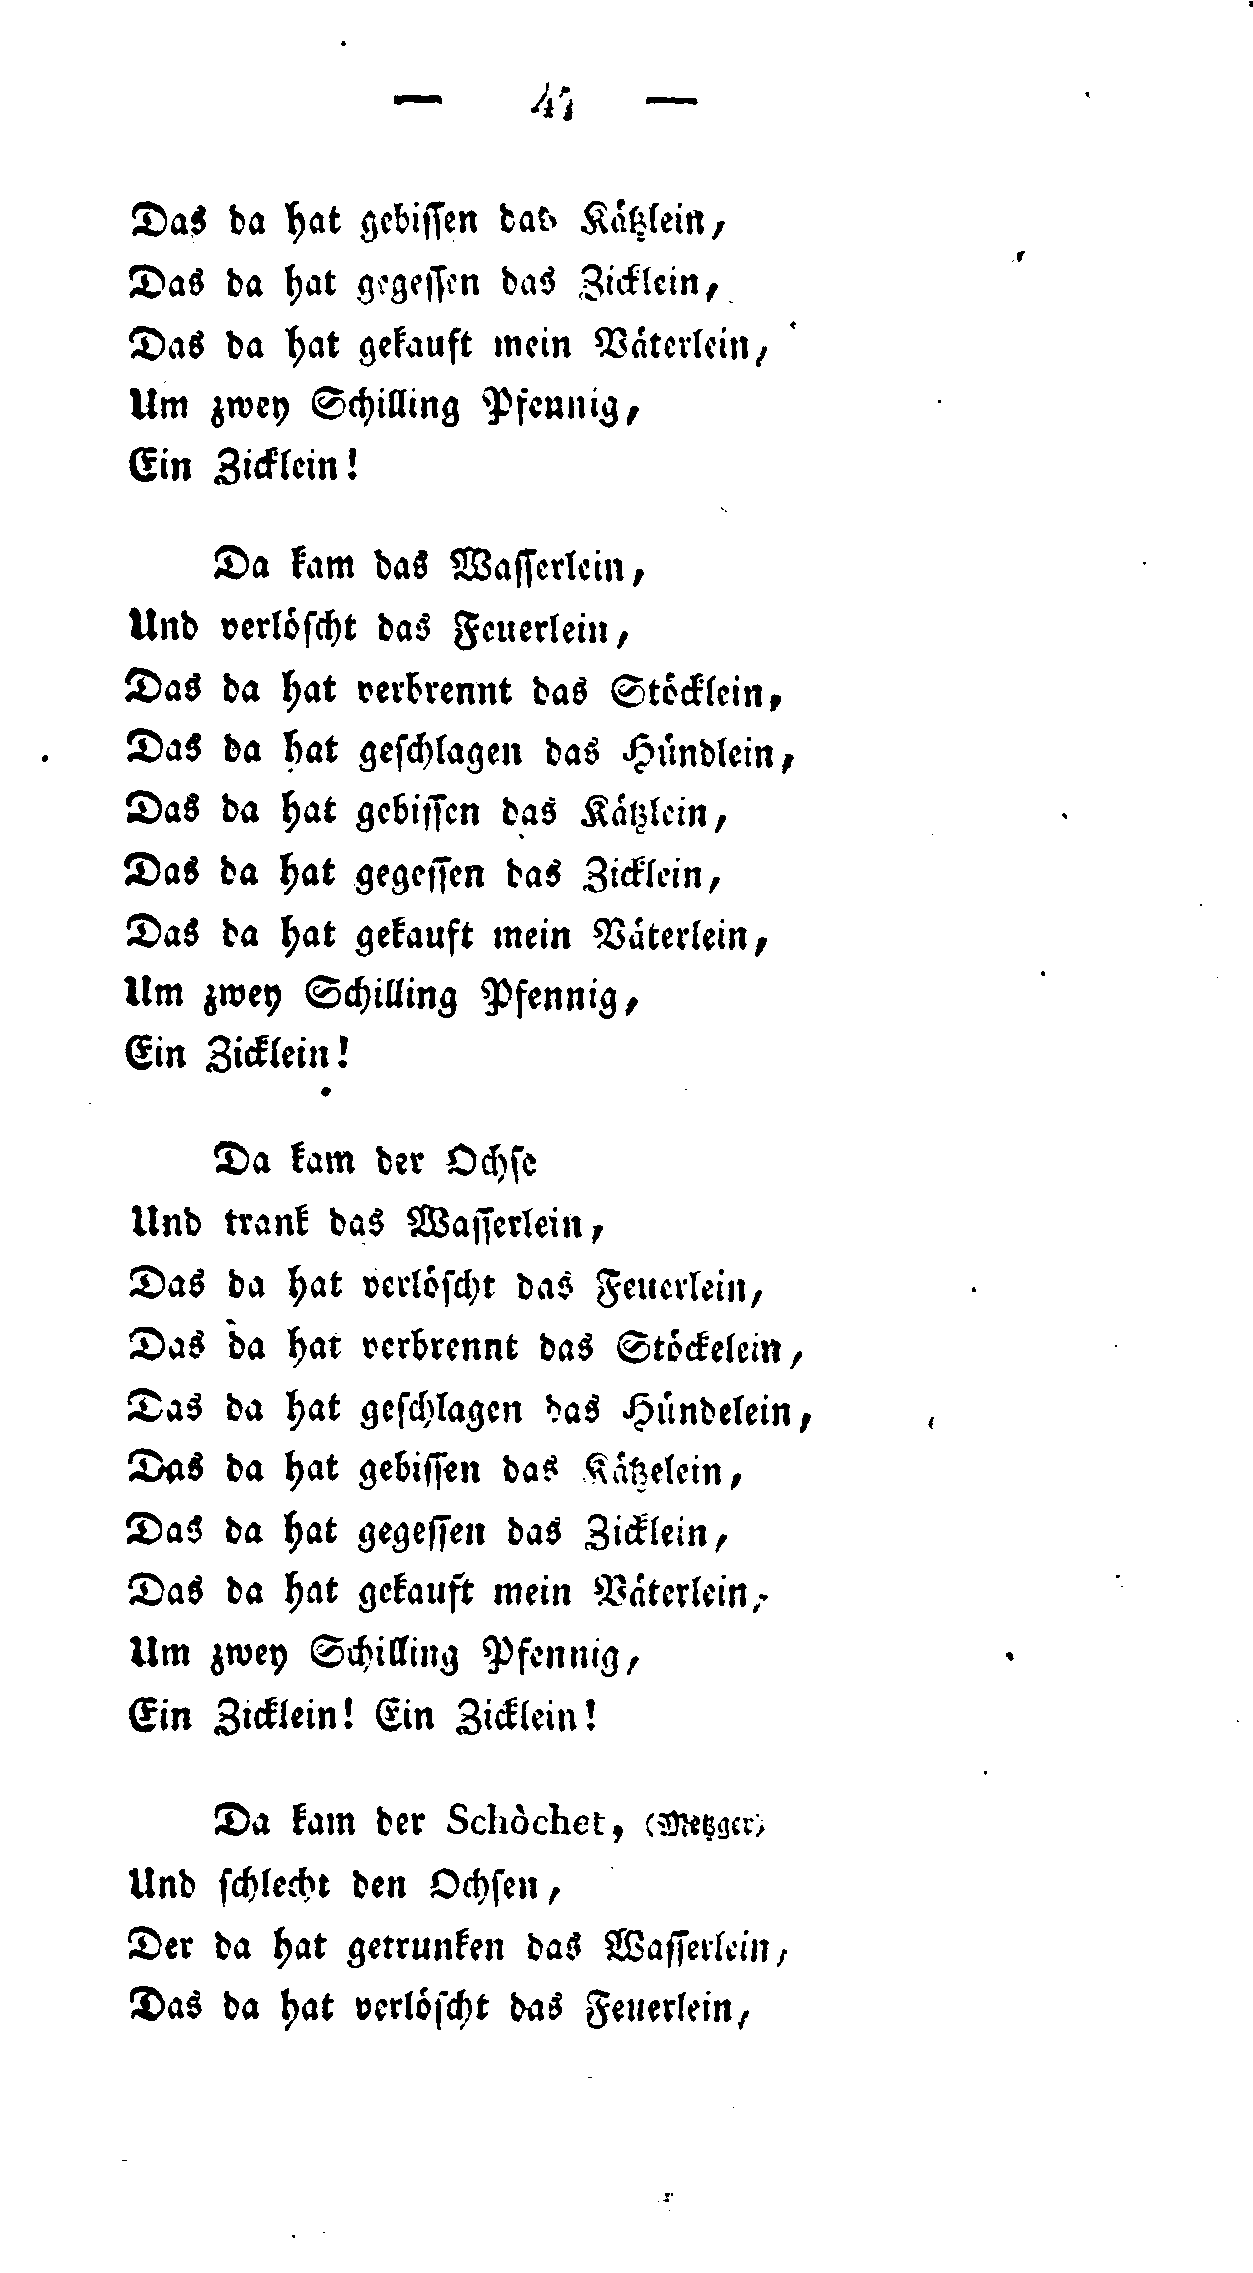 — 47 —
Das da hat gebissen das Kätzlein,
Das da hat gegessen das Zicklein,
Das da hat gekauft mein Väterlein,
Um zwey Schilling Pfennig,
Ein Zicklein!
Da kam das Wasserlein,
Und verlöscht das Feuerlein,
Das da hat verbrennt das Stöcklein,
Das da hat geschlagen das Hündlein,
Das da hat gebissen das Kätzlein,
Das da hat gegessen das Zicklein,
Das da hat gekauft mein Väterlein,
Um zwey Schilling Pfennig,
Ein Zicklein!
Da kam der Ochse
Und trank das Wasserlein,
Das da hat verlöscht das Feuerlein,
Das da hat verbrennt das Stöckelein,
Das da hat geschlagen das Hündelein,
Das da hat gebissen das Kätzelein,
Das da hat gegessen das Zicklein,
Das da hat gekauft mein Väterlein,
Um zwey Schilling Pfennig,
Ein Zicklein! Ein Zicklein!
Da kam der Schòchet, (Metzger)
Und schlecht den Ochsen,
Der da hat getrunken das Wasserlein,
Das da hat verlöscht das Feuerlein,